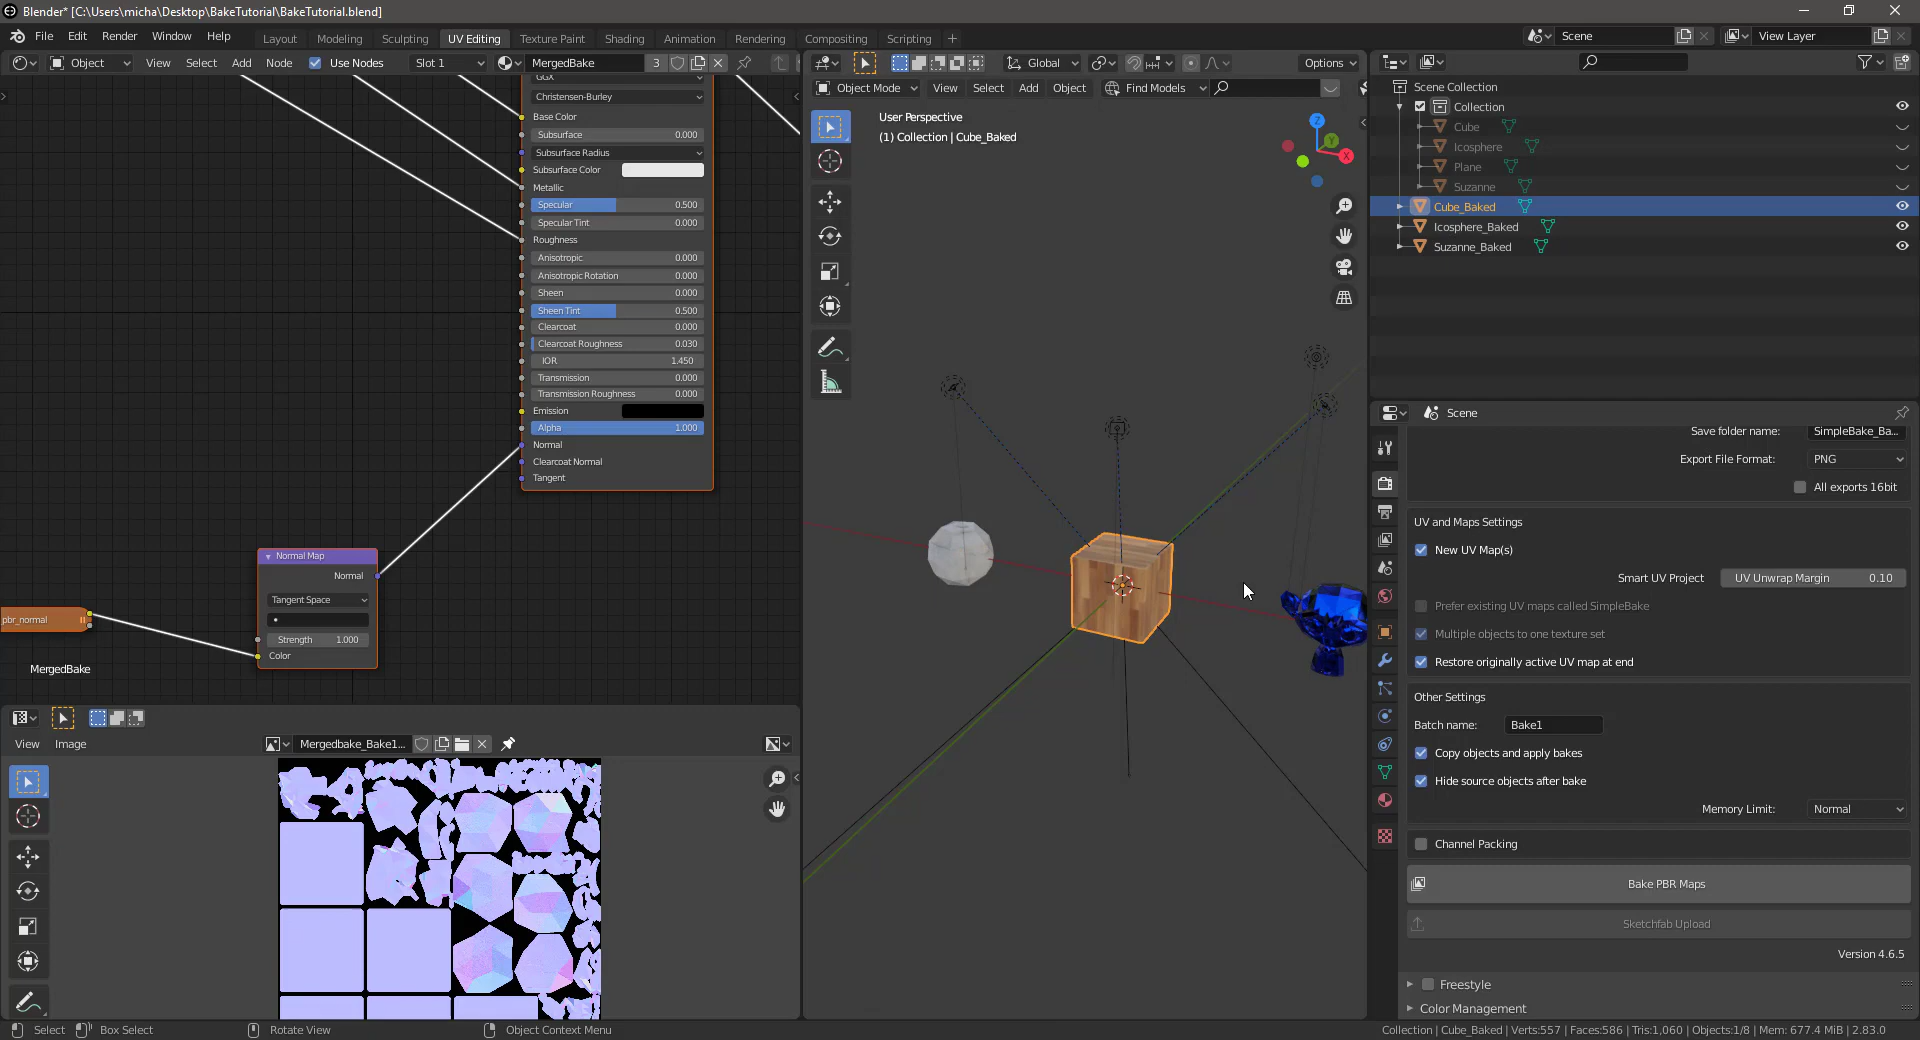 Blender* [C:\Users\micha\Desktop\BakeTutorial\BakeTutorial.blend]
File Edit Render Window Help
Layout Modeling Sculpting UV Editing Texture Paint Shading Animation Rendering Compositing Scripting +
Scene
View Layer
Object View Select Add Node Use Nodes Slot 1 MergedBake 3
GGX
Christensen-Burley
Base Color
Subsurface 0.000
Subsurface Radius
Subsurface Color
Metallic
Specular 0.500
Specular Tint 0.000
Roughness
Anisotropic 0.000
Anisotropic Rotation 0.000
Sheen 0.000
Sheen Tint 0.500
Clearcoat 0.000
Clearcoat Roughness 0.030
IOR 1.450
Transmission 0.000
Transmission Roughness 0.000
Emission
Alpha 1.000
Normal
Clearcoat Normal
Tangent
Normal Map
Normal
Tangent Space
Strength 1.000
Color
pbr_normal
MergedBake
View Image
Mergedbake_Bake1...
Global
Options
Object Mode View Select Add Object Find Models
User Perspective
(1) Collection | Cube_Baked
Z
Y
X
Scene Collection
Collection
Cube
Icosphere
Plane
Suzanne
Cube_Baked
Icosphere_Baked
Suzanne_Baked
Scene
Save folder name: SimpleBake_Ba...
Export File Format: PNG
All exports 16bit
UV and Maps Settings
New UV Map(s)
Smart UV Project UV Unwrap Margin 0.10
Prefer existing UV maps called SimpleBake
Multiple objects to one texture set
Restore originally active UV map at end
Other Settings
Batch name: Bake1
Copy objects and apply bakes
Hide source objects after bake
Memory Limit: Normal
Channel Packing
Bake PBR Maps
Sketchfab Upload
Version 4.6.5
Freestyle
Color Management
Select Box Select Rotate View Object Context Menu
Collection | Cube_Baked | Verts:557 | Faces:586 | Tris:1,060 | Objects:1/8 | Mem: 677.4 MiB | 2.83.0